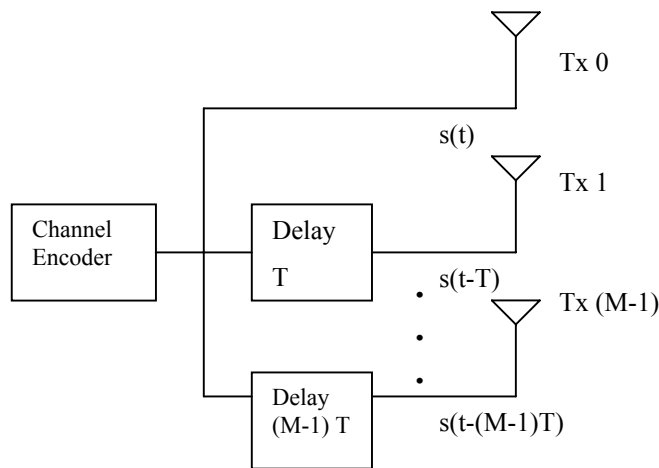 Tx 0
s(t)
Tx 1
Channel
Encoder
Delay
T
s(t-T)
Tx (M-1)
Delay
(M-1) T
s(t-(M-1)T)